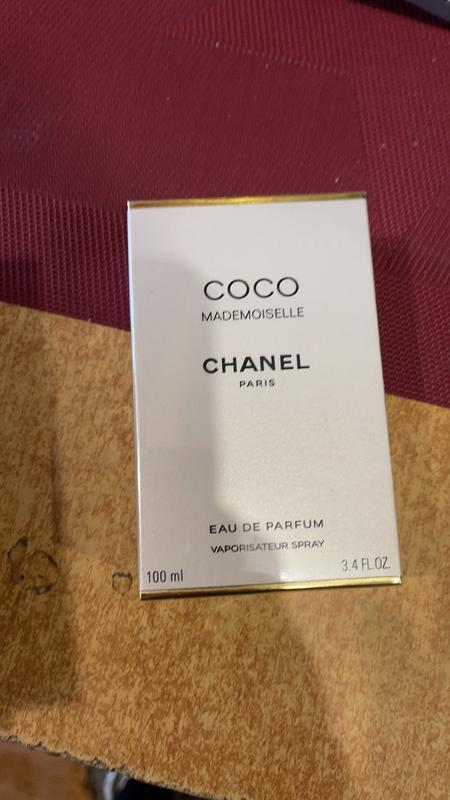 COCO
MADEMOISELLE
CHANEL
PARIS
EAU DE PARFUM
VAPORISATEUR SPRAY
100 ml 3.4 FL.OZ.